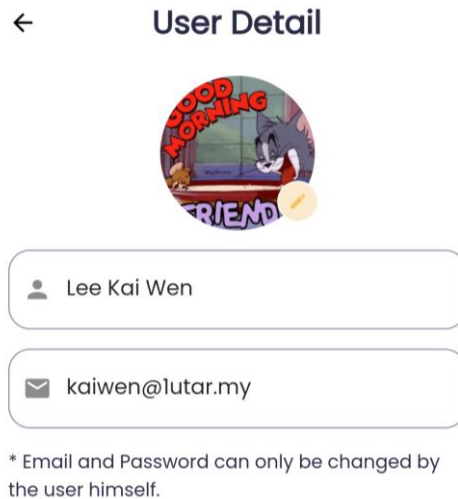 User Detail
GOOD
MORNING
FRIEND
Lee Kai Wen
kaiwen@1utar.my
* Email and Password can only be changed by
the user himself.